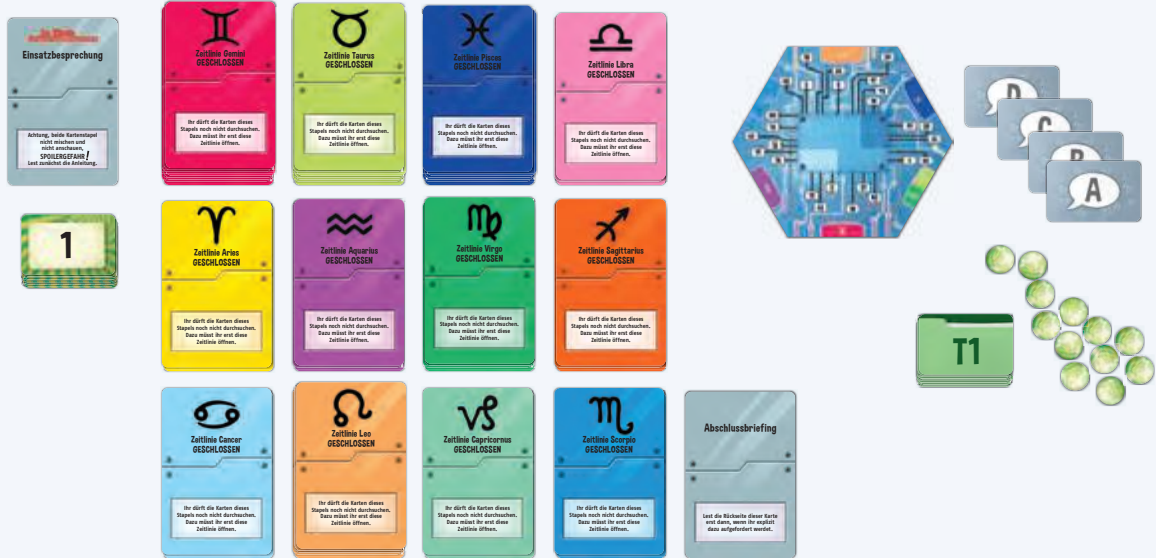 Einsatzbesprechung
Achtung, beide Kartenstapel
nicht mischen und
nicht anschauen,
SPOILERGEFAHR!
Lest zunächst die Anleitung.
Zeitlinie Gemini
GESCHLOSSEN
Ihr dürft die Karten dieses
Stapels noch nicht durchsuchen.
Dazu müsst ihr erst diese
Zeitlinie öffnen.
Zeitlinie Taurus
GESCHLOSSEN
Ihr dürft die Karten dieses
Stapels noch nicht durchsuchen.
Dazu müsst ihr erst diese
Zeitlinie öffnen.
Zeitlinie Pisces
GESCHLOSSEN
Ihr dürft die Karten dieses
Stapels noch nicht durchsuchen.
Dazu müsst ihr erst diese
Zeitlinie öffnen.
Zeitlinie Libra
GESCHLOSSEN
Ihr dürft die Karten dieses
Stapels noch nicht durchsuchen.
Dazu müsst ihr erst diese
Zeitlinie öffnen.
D
C
B
A
1
Zeitlinie Aries
GESCHLOSSEN
Ihr dürft die Karten dieses
Stapels noch nicht durchsuchen.
Dazu müsst ihr erst diese
Zeitlinie öffnen.
Zeitlinie Aquarius
GESCHLOSSEN
Ihr dürft die Karten dieses
Stapels noch nicht durchsuchen.
Dazu müsst ihr erst diese
Zeitlinie öffnen.
Zeitlinie Virgo
GESCHLOSSEN
Ihr dürft die Karten dieses
Stapels noch nicht durchsuchen.
Dazu müsst ihr erst diese
Zeitlinie öffnen.
Zeitlinie Sagittarius
GESCHLOSSEN
Ihr dürft die Karten dieses
Stapels noch nicht durchsuchen.
Dazu müsst ihr erst diese
Zeitlinie öffnen.
T1
Zeitlinie Cancer
GESCHLOSSEN
Ihr dürft die Karten dieses
Stapels noch nicht durchsuchen.
Dazu müsst ihr erst diese
Zeitlinie öffnen.
Zeitlinie Leo
GESCHLOSSEN
Ihr dürft die Karten dieses
Stapels noch nicht durchsuchen.
Dazu müsst ihr erst diese
Zeitlinie öffnen.
Zeitlinie Capricornus
GESCHLOSSEN
Ihr dürft die Karten dieses
Stapels noch nicht durchsuchen.
Dazu müsst ihr erst diese
Zeitlinie öffnen.
Zeitlinie Scorpio
GESCHLOSSEN
Ihr dürft die Karten dieses
Stapels noch nicht durchsuchen.
Dazu müsst ihr erst diese
Zeitlinie öffnen.
Abschlussbriefing
Lest die Rückseite dieser Karte
erst dann, wenn ihr explizit
dazu aufgefordert werdet.